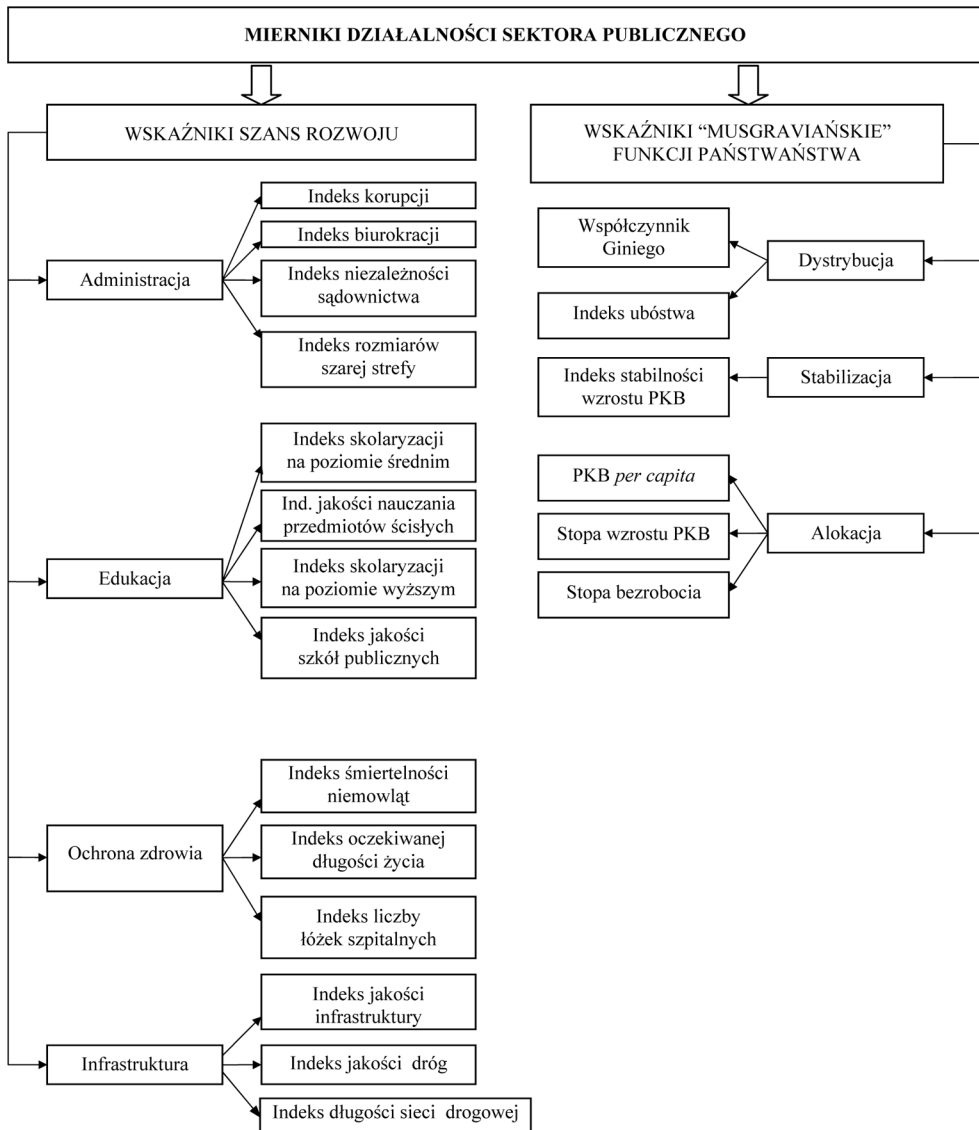 MIERNIKI DZIAŁALNOŚCI SEKTORA PUBLICZNEGO
WSKAŹNIKI SZANS ROZWOJU
Administracja
Indeks korupcji
Indeks biurokracji
Indeks niezależności
sądownictwa
Indeks rozmiarów
szarej strefy
Edukacja
Indeks skolaryzacji
na poziomie średnim
Ind. jakości nauczania
przedmiotów ścisłych
Indeks skolaryzacji
na poziomie wyższym
Indeks jakości
szkół publicznych
Ochrona zdrowia
Indeks śmiertelności
niemowląt
Indeks oczekiwanej
długości życia
Indeks liczby
łóżek szpitalnych
Infrastruktura
Indeks jakości
infrastruktury
Indeks jakości dróg
Indeks długości sieci drogowej
WSKAŹNIKI “MUSGRAVIAŃSKIE”
FUNKCJI PAŃSTWAŃSTWA
Dystrybucja
Współczynnik
Giniego
Indeks ubóstwa
Stabilizacja
Indeks stabilności
wzrostu PKB
Alokacja
PKB per capita
Stopa wzrostu PKB
Stopa bezrobocia